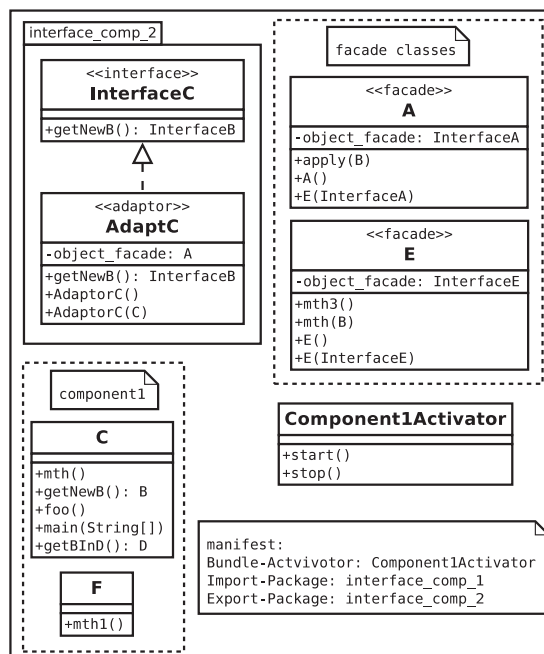 interface_comp_2
<<interface>>
InterfaceC
+getNewB(): InterfaceB
<<adaptor>>
AdaptC
-object_facade: A
+getNewB(): InterfaceB
+AdaptorC()
+AdaptorC(C)
facade classes
<<facade>>
A
-object_facade: InterfaceA
+apply(B)
+A()
+E(InterfaceA)
<<facade>>
E
-object_facade: InterfaceE
+mth3()
+mth(B)
+E()
+E(InterfaceE)
component1
C
+mth()
+getNewB(): B
+foo()
+main(String[])
+getBInD(): D
F
+mth1()
Component1Activator
+start()
+stop()
manifest:
Bundle-Actvivotor: Component1Activator
Import-Package: interface_comp_1
Export-Package: interface_comp_2